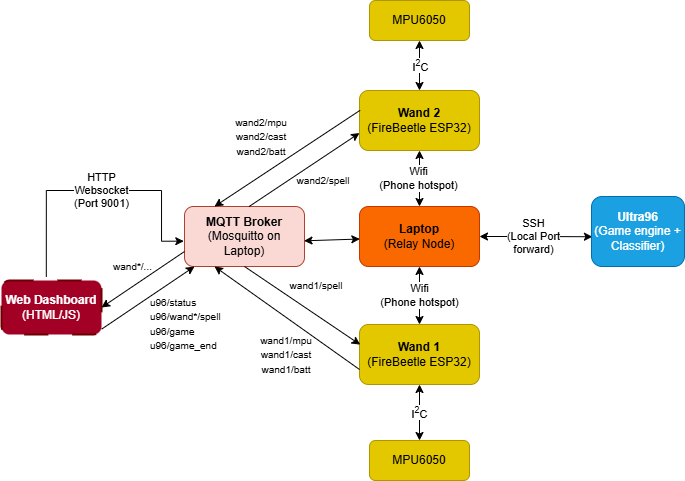 MPU6050
I²C
Wand 2
(FireBeetle ESP32)
wand2/mpu
wand2/cast
wand2/batt
wand2/spell
Wifi
(Phone hotspot)
HTTP
Websocket
(Port 9001)
MQTT Broker
(Mosquitto on
Laptop)
Laptop
(Relay Node)
SSH
(Local Port
forward)
Ultra96
(Game engine +
Classifier)
wand*/...
Web Dashboard
(HTML/JS)
u96/status
u96/wand*/spell
u96/game
u96/game_end
wand1/spell
Wifi
(Phone hotspot)
wand1/mpu
wand1/cast
wand1/batt
Wand 1
(FireBeetle ESP32)
I²C
MPU6050